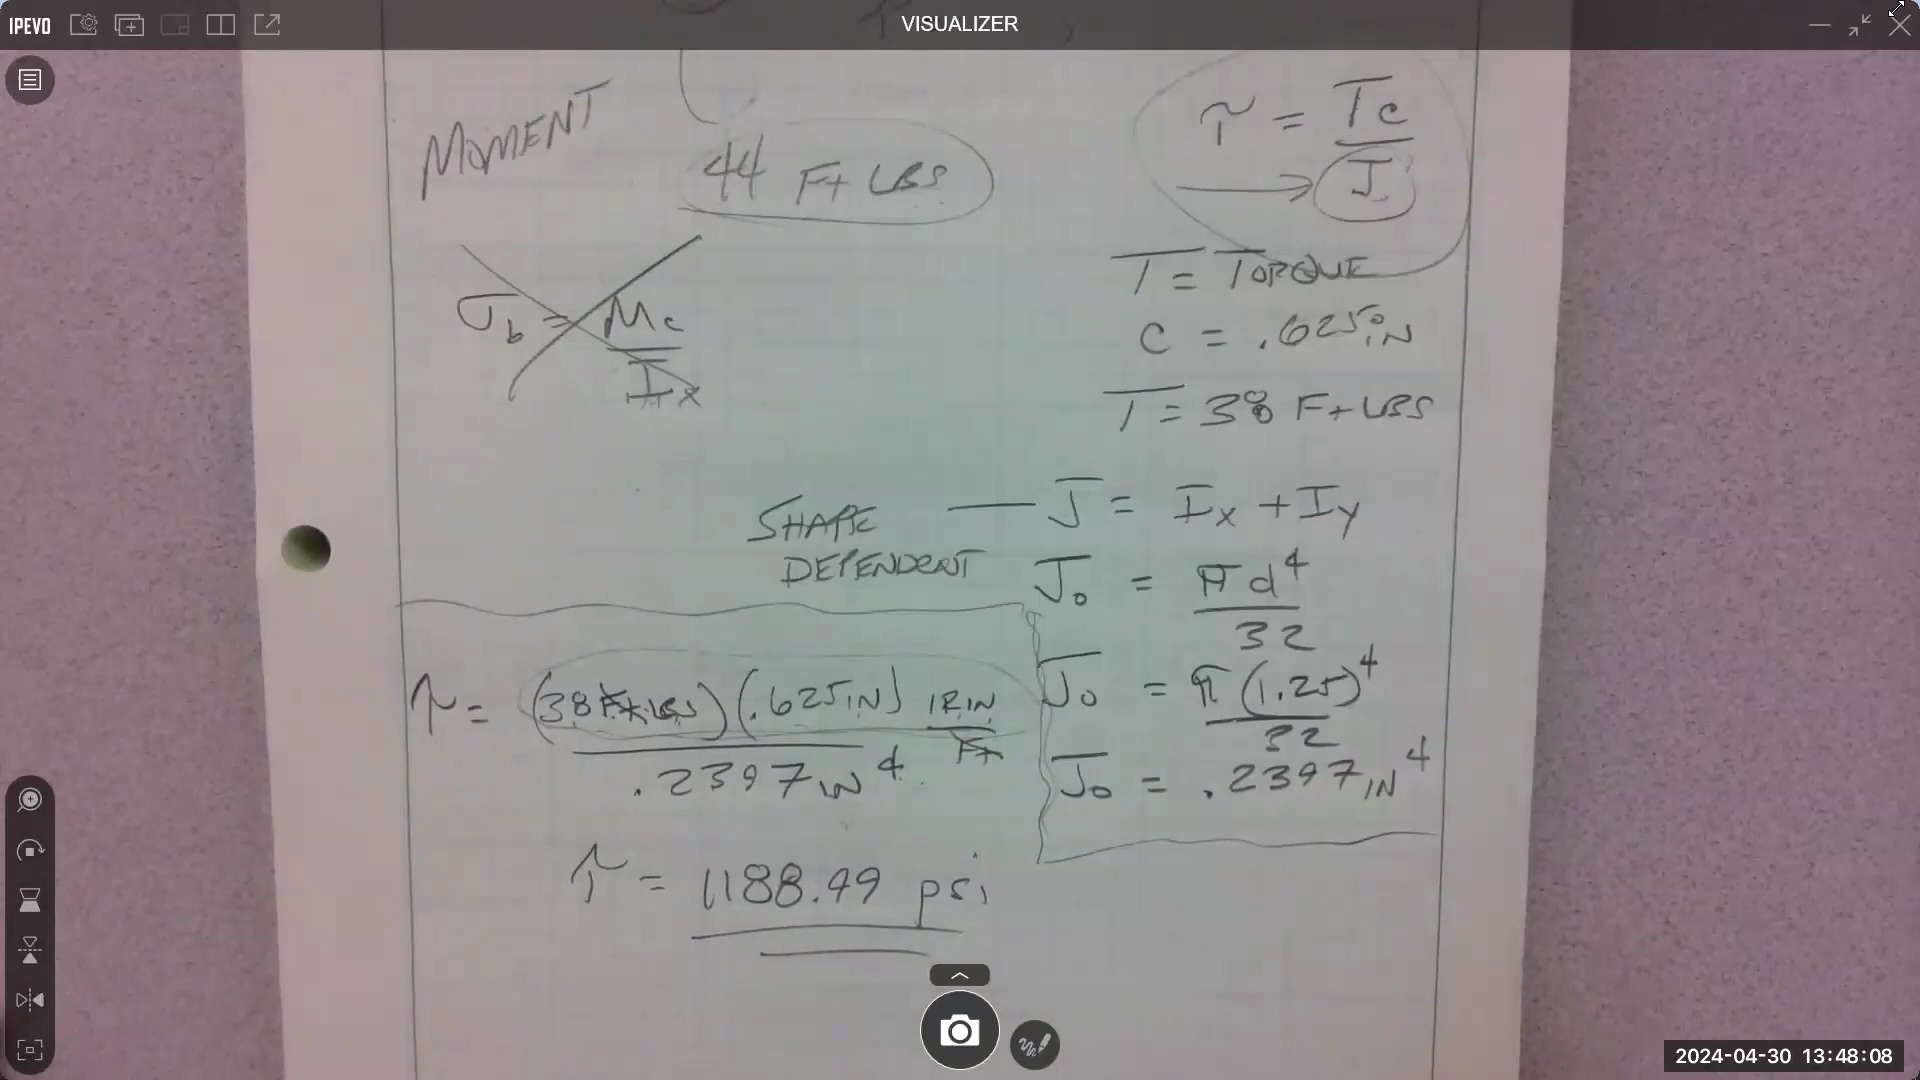 IPEVO VISUALIZER
MOMENT
44 Ft LBS
τ = Tc
J
T = TORQUE
σb = Mc
Ix
c = .625 IN
T = 38 Ft LBS
SHAPE
DEPENDENT
J = Ix + Iy
Jo = π d4
32
Jo = π (1.25)4
32
Jo = .2397 IN4
τ = (38 Ft LBS) (.625 IN) 12 IN
.2397 IN4 Ft
τ = 1188.49 psi
2024-04-30 13:48:08